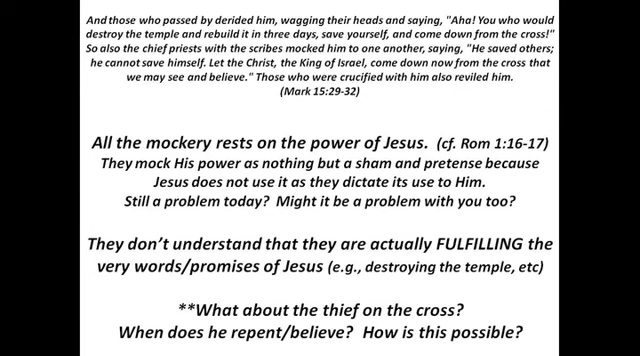 And those who passed by derided him, wagging their heads and saying, "Aha! You who would
destroy the temple and rebuild it in three days, save yourself, and come down from the cross!"
So also the chief priests with the scribes mocked him to one another, saying, "He saved others;
he cannot save himself. Let the Christ, the King of Israel, come down now from the cross that
we may see and believe." Those who were crucified with him also reviled him.
(Mark 15:29-32)
All the mockery rests on the power of Jesus. (cf. Rom 1:16-17)
They mock His power as nothing but a sham and pretense because
Jesus does not use it as they dictate its use to Him.
Still a problem today? Might it be a problem with you too?
They don't understand that they are actually FULFILLING the
very words/promises of Jesus (e.g., destroying the temple, etc)
**What about the thief on the cross?
When does he repent/believe? How is this possible?